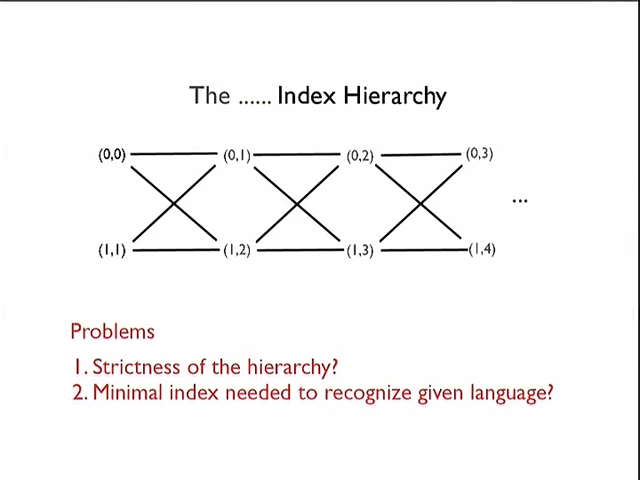 The ...... Index Hierarchy
(0,0) (0,1) (0,2) (0,3)
...
(1,1) (1,2) (1,3) (1,4)
Problems
1. Strictness of the hierarchy?
2. Minimal index needed to recognize given language?